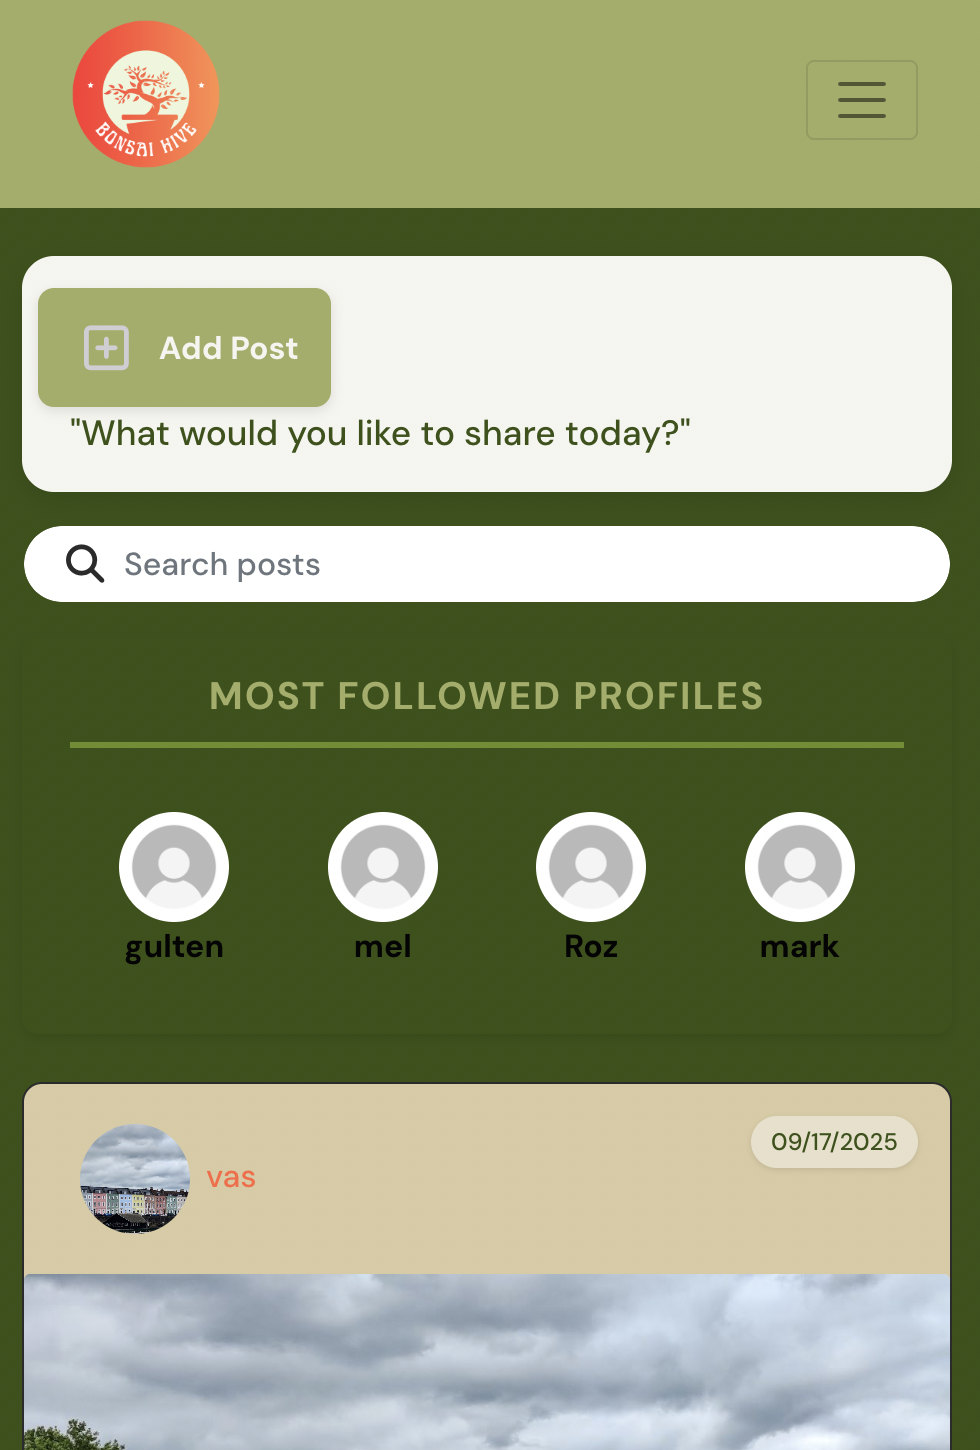 BONSAI HIVE
Add Post
"What would you like to share today?"
Search posts
MOST FOLLOWED PROFILES
gulten mel Roz mark
09/17/2025
vas